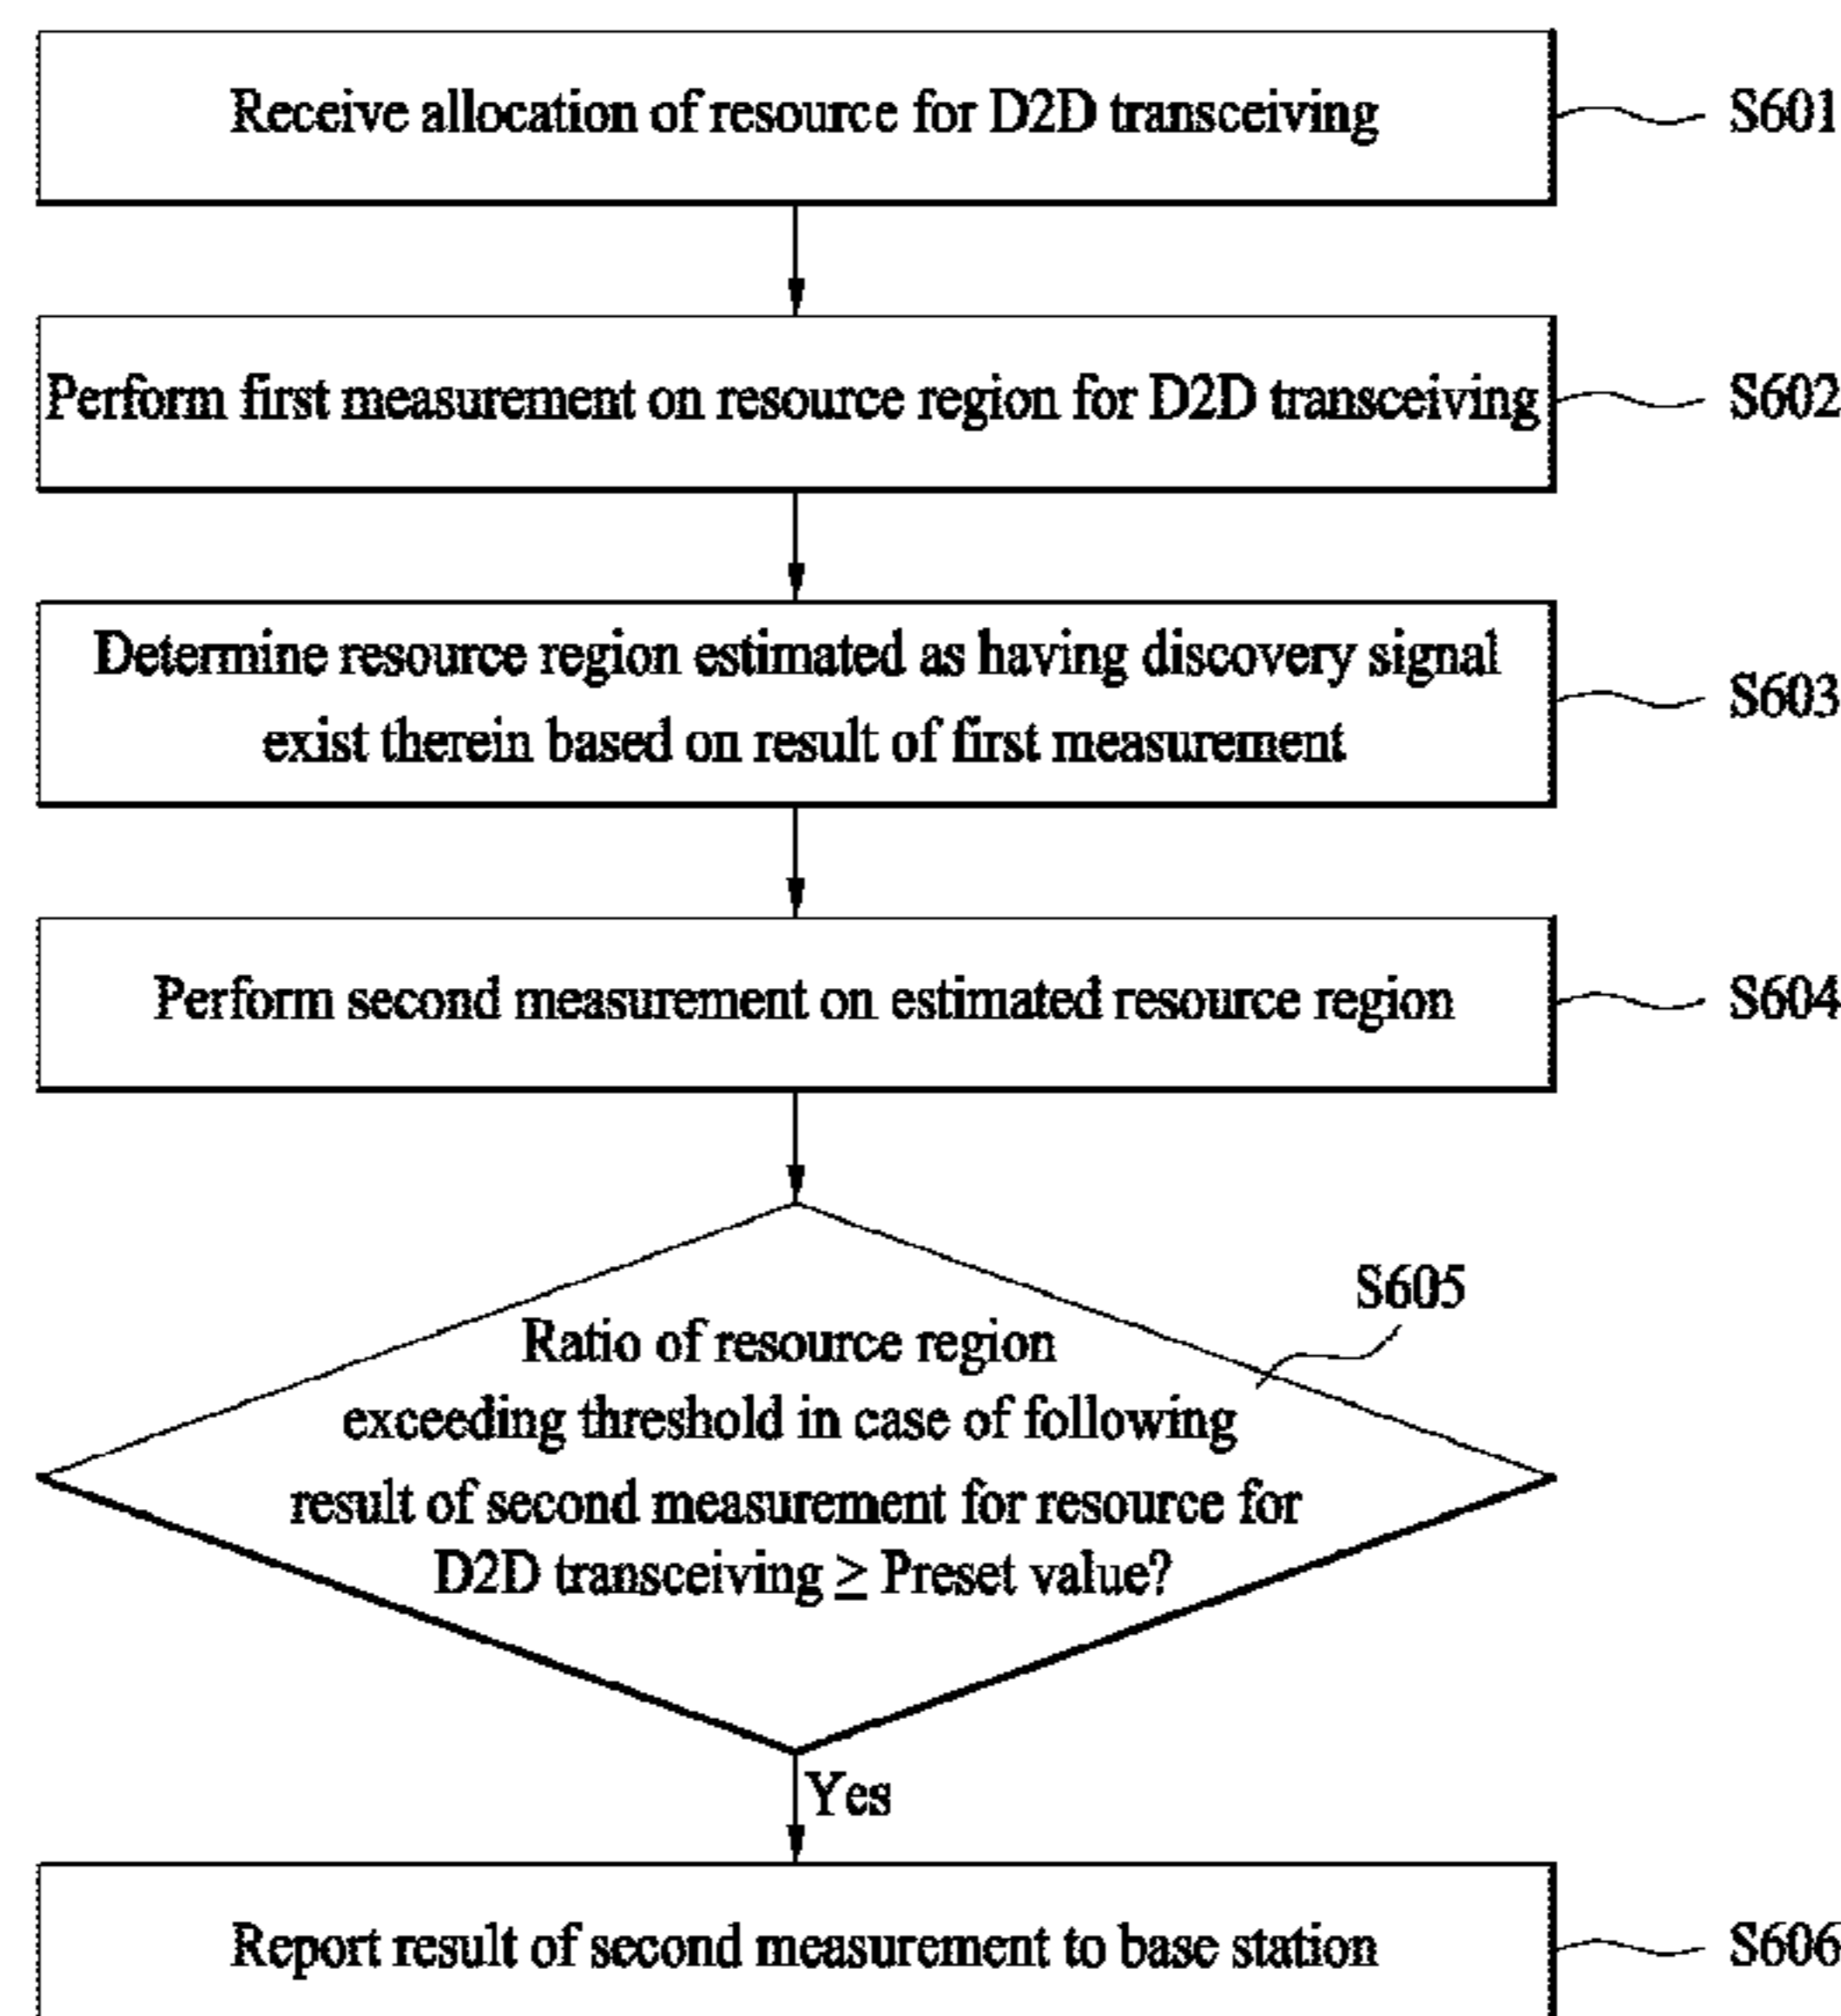 Receive allocation of resource for D2D transceiving
S601
Perform first measurement on resource region for D2D transceiving
S602
Determine resource region estimated as having discovery signal
exist therein based on result of first measurement
S603
Perform second measurement on estimated resource region
S604
S605
Ratio of resource region
exceeding threshold in case of following
result of second measurement for resource for
D2D transceiving ≥ Preset value?
Yes
Report result of second measurement to base station
S606